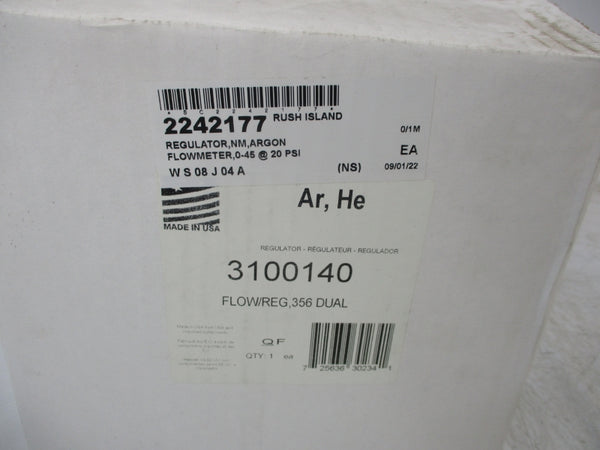 *SC2242177*
2242177 RUSH ISLAND
REGULATOR,NM,ARGON
0/1M
FLOWMETER,0-45 @ 20 PSI
EA
W S 08 J 04 A
(NS)
09/01/22
Ar, He
MADE IN USA
REGULATOR - RÉGULATEUR - REGULADOR
3100140
FLOW/REG,356 DUAL
QF
QTY: 1 ea
7 25636 30234 1